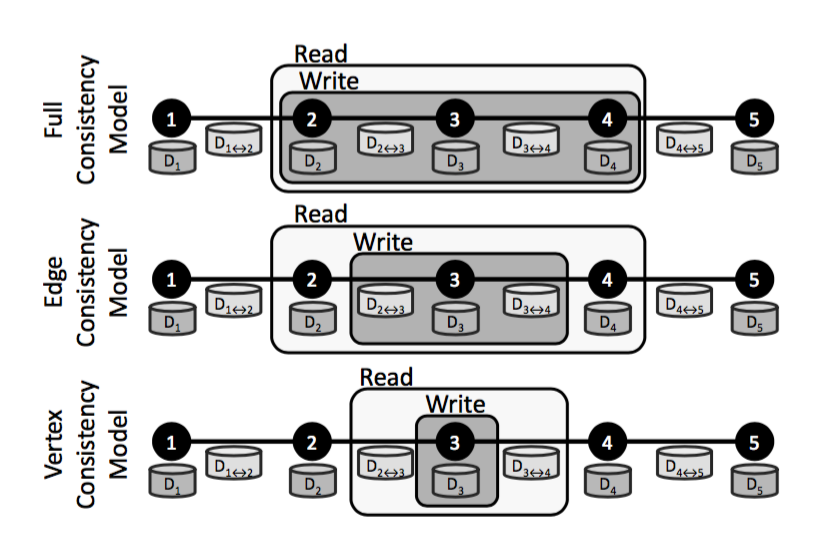 Full
Consistency
Model
Read
Write
1 2 3 4 5
D1 D1↔2 D2 D2↔3 D3 D3↔4 D4 D4↔5 D5
Edge
Consistency
Model
Read
Write
1 2 3 4 5
D1 D1↔2 D2 D2↔3 D3 D3↔4 D4 D4↔5 D5
Vertex
Consistency
Model
Read
Write
1 2 3 4 5
D1 D1↔2 D2 D2↔3 D3 D3↔4 D4 D4↔5 D5